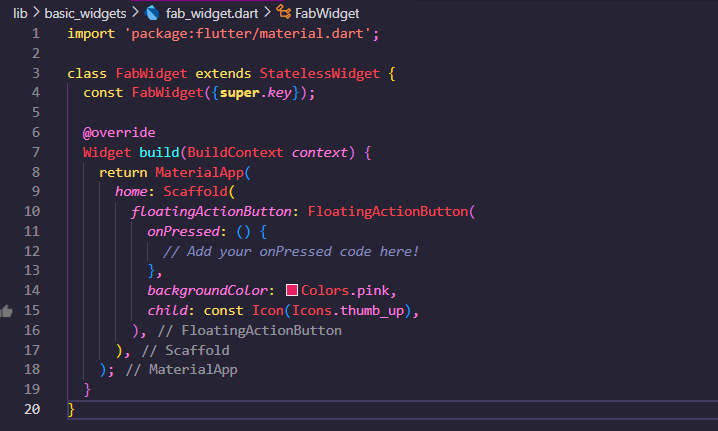 lib > basic_widgets > fab_widget.dart > FabWidget
1 import 'package:flutter/material.dart';
2
3 class FabWidget extends StatelessWidget {
4   const FabWidget({super.key});
5
6   @override
7   Widget build(BuildContext context) {
8     return MaterialApp(
9       home: Scaffold(
10         floatingActionButton: FloatingActionButton(
11           onPressed: () {
12             // Add your onPressed code here!
13           },
14           backgroundColor: Colors.pink,
15           child: const Icon(Icons.thumb_up),
16         ), // FloatingActionButton
17       ), // Scaffold
18     ); // MaterialApp
19   }
20 }